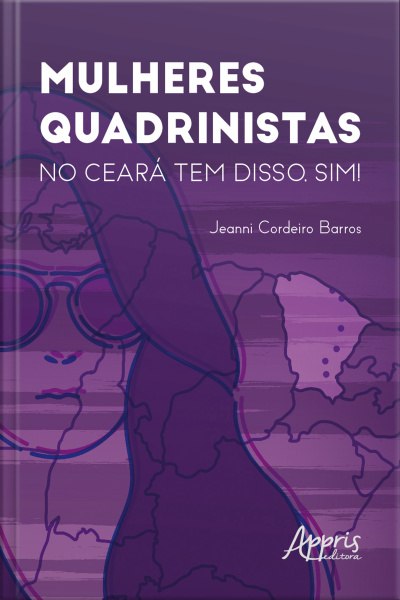 MULHERES
QUADRINISTAS
NO CEARÁ TEM DISSO, SIM!
Jeanni Cordeiro Barros
Appris
editora